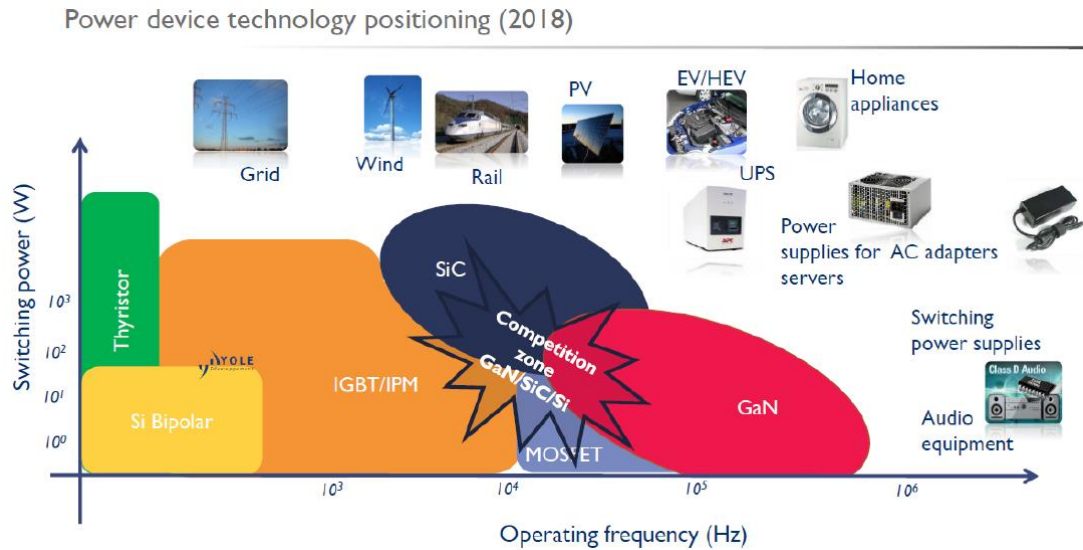 Power device technology positioning (2018)
PV
EV/HEV
Home
appliances
Grid
Wind
Rail
UPS
Power
supplies for
servers
AC adapters
Switching
power supplies
Class D Audio
Audio
equipment
Switching power (W)
10³
10²
10¹
10⁰
Thyristor
YOLE
Développement
Si Bipolar
IGBT/IPM
SiC
Competition
zone
GaN/SiC/Si
MOSFET
GaN
10³
10⁴
10⁵
10⁶
Operating frequency (Hz)